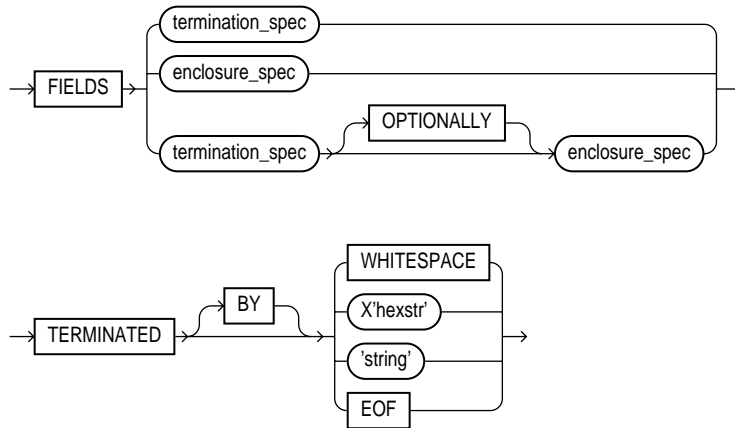 termination_spec
FIELDS
enclosure_spec
OPTIONALLY
termination_spec
enclosure_spec
WHITESPACE
BY
X'hexstr'
TERMINATED
'string'
EOF